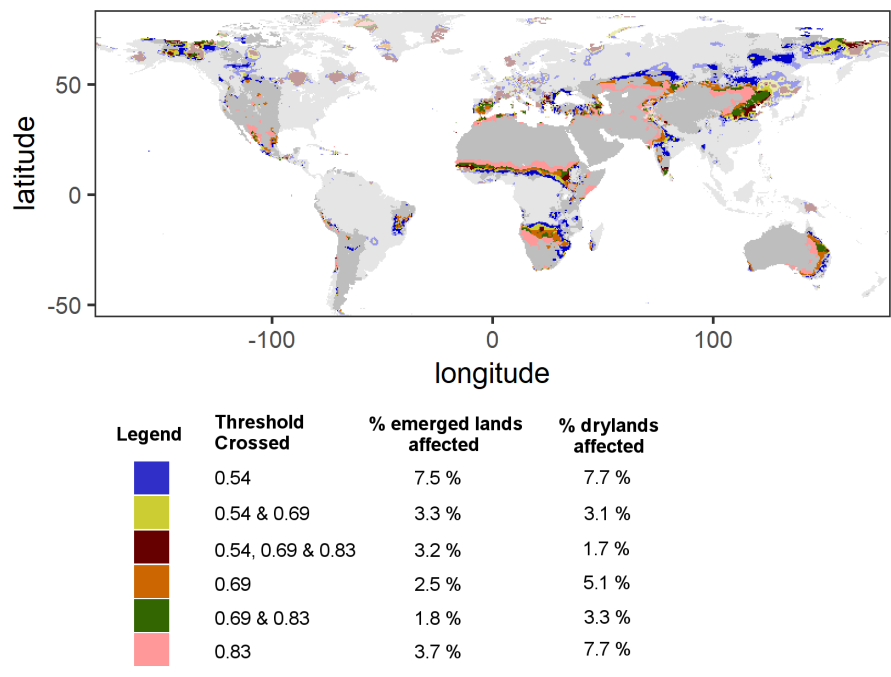 50
0
-50
latitude
-100
0
100
longitude
Legend
Threshold
Crossed
% emerged lands
affected
% drylands
affected
0.54
7.5 %
7.7 %
0.54 & 0.69
3.3 %
3.1 %
0.54, 0.69 & 0.83
3.2 %
1.7 %
0.69
2.5 %
5.1 %
0.69 & 0.83
1.8 %
3.3 %
0.83
3.7 %
7.7 %